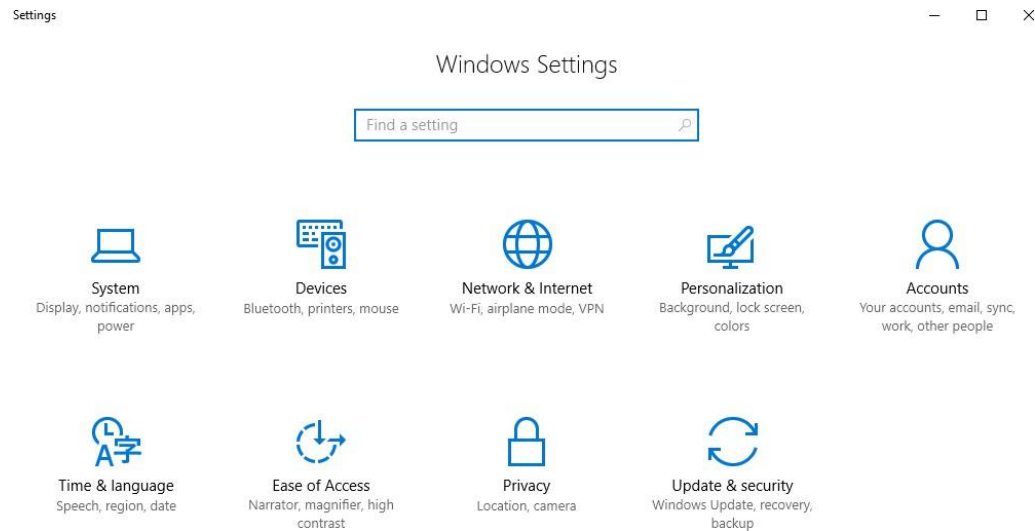 Settings
Windows Settings
Find a setting
System
Display, notifications, apps,
power
Devices
Bluetooth, printers, mouse
Network & Internet
Wi-Fi, airplane mode, VPN
Personalization
Background, lock screen,
colors
Accounts
Your accounts, email, sync,
work, other people
A字
Time & language
Speech, region, date
Ease of Access
Narrator, magnifier, high
contrast
Privacy
Location, camera
Update & security
Windows Update, recovery,
backup